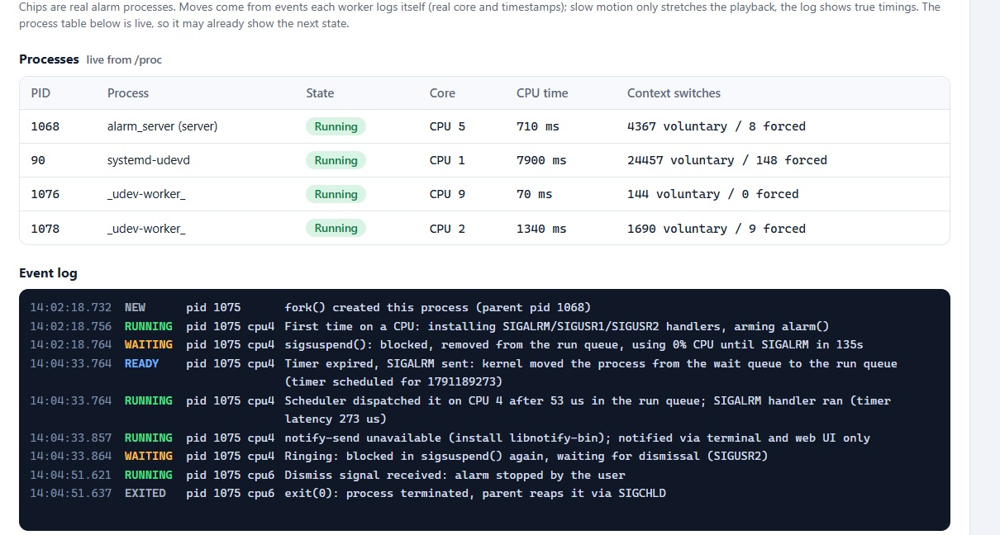 Chips are real alarm processes. Moves come from events each worker logs itself (real core and timestamps); slow motion only stretches the playback, the log shows true timings. The
process table below is live, so it may already show the next state.
Processes live from /proc
PID Process State Core CPU time Context switches
1068 alarm_server (server) Running CPU 5 710 ms 4367 voluntary / 8 forced
90 systemd-udevd Running CPU 1 7900 ms 24457 voluntary / 148 forced
1076 _udev-worker_ Running CPU 9 70 ms 144 voluntary / 0 forced
1078 _udev-worker_ Running CPU 2 1340 ms 1690 voluntary / 9 forced
Event log
14:02:18.732 NEW pid 1075 fork() created this process (parent pid 1068)
14:02:18.756 RUNNING pid 1075 cpu4 First time on a CPU: installing SIGALRM/SIGUSR1/SIGUSR2 handlers, arming alarm()
14:02:18.764 WAITING pid 1075 cpu4 sigsuspend(): blocked, removed from the run queue, using 0% CPU until SIGALRM in 135s
14:04:33.764 READY pid 1075 cpu4 Timer expired, SIGALRM sent: kernel moved the process from the wait queue to the run queue
(timer scheduled for 1791189273)
14:04:33.764 RUNNING pid 1075 cpu4 Scheduler dispatched it on CPU 4 after 53 us in the run queue; SIGALRM handler ran (timer
latency 273 us)
14:04:33.857 RUNNING pid 1075 cpu4 notify-send unavailable (install libnotify-bin); notified via terminal and web UI only
14:04:33.864 WAITING pid 1075 cpu4 Ringing: blocked in sigsuspend() again, waiting for dismissal (SIGUSR2)
14:04:51.621 RUNNING pid 1075 cpu6 Dismiss signal received: alarm stopped by the user
14:04:51.637 EXITED pid 1075 cpu6 exit(0): process terminated, parent reaps it via SIGCHLD